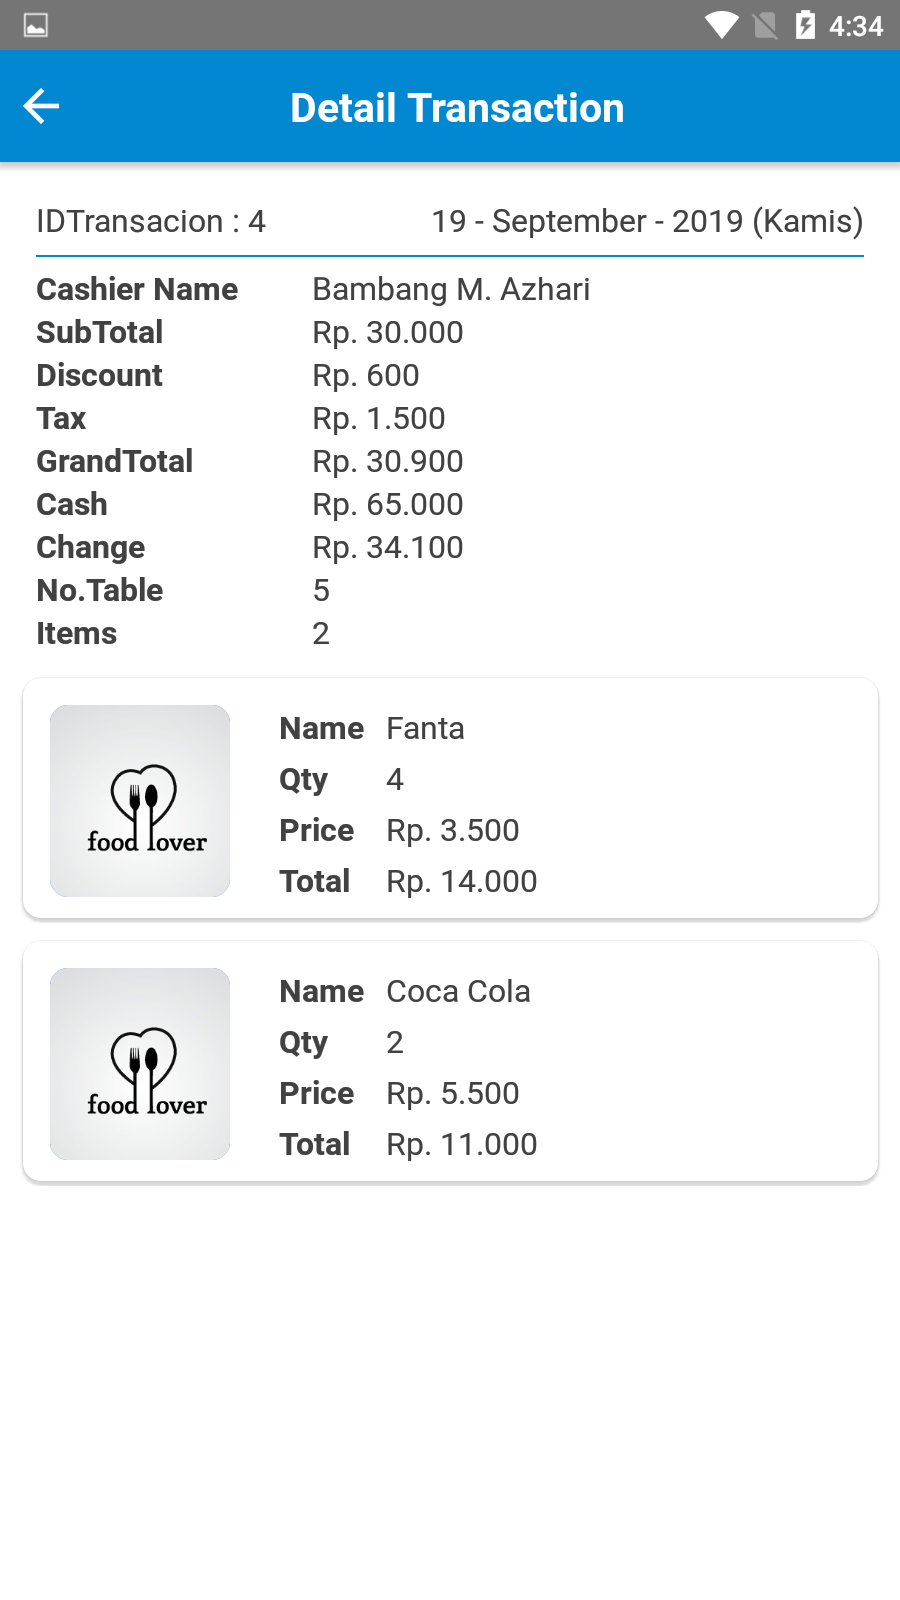 4:34
Detail Transaction
IDTransacion : 4 19 - September - 2019 (Kamis)
Cashier Name Bambang M. Azhari
SubTotal Rp. 30.000
Discount Rp. 600
Tax Rp. 1.500
GrandTotal Rp. 30.900
Cash Rp. 65.000
Change Rp. 34.100
No.Table 5
Items 2
food lover
Name Fanta
Qty 4
Price Rp. 3.500
Total Rp. 14.000
food lover
Name Coca Cola
Qty 2
Price Rp. 5.500
Total Rp. 11.000